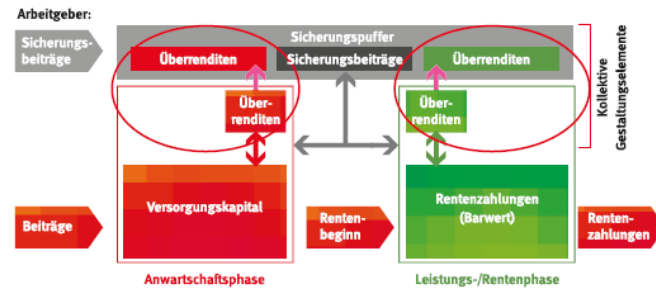 Arbeitgeber:
Sicherungs-
beiträge
Sicherungspuffer
Überrenditen
Sicherungsbeiträge
Überrenditen
Kollektive
Gestaltungselemente
Über-
renditen
Über-
renditen
Beiträge
Versorgungskapital
Renten-
beginn
Rentenzahlungen
(Barwert)
Renten-
zahlungen
Anwartschaftsphase
Leistungs-/Rentenphase